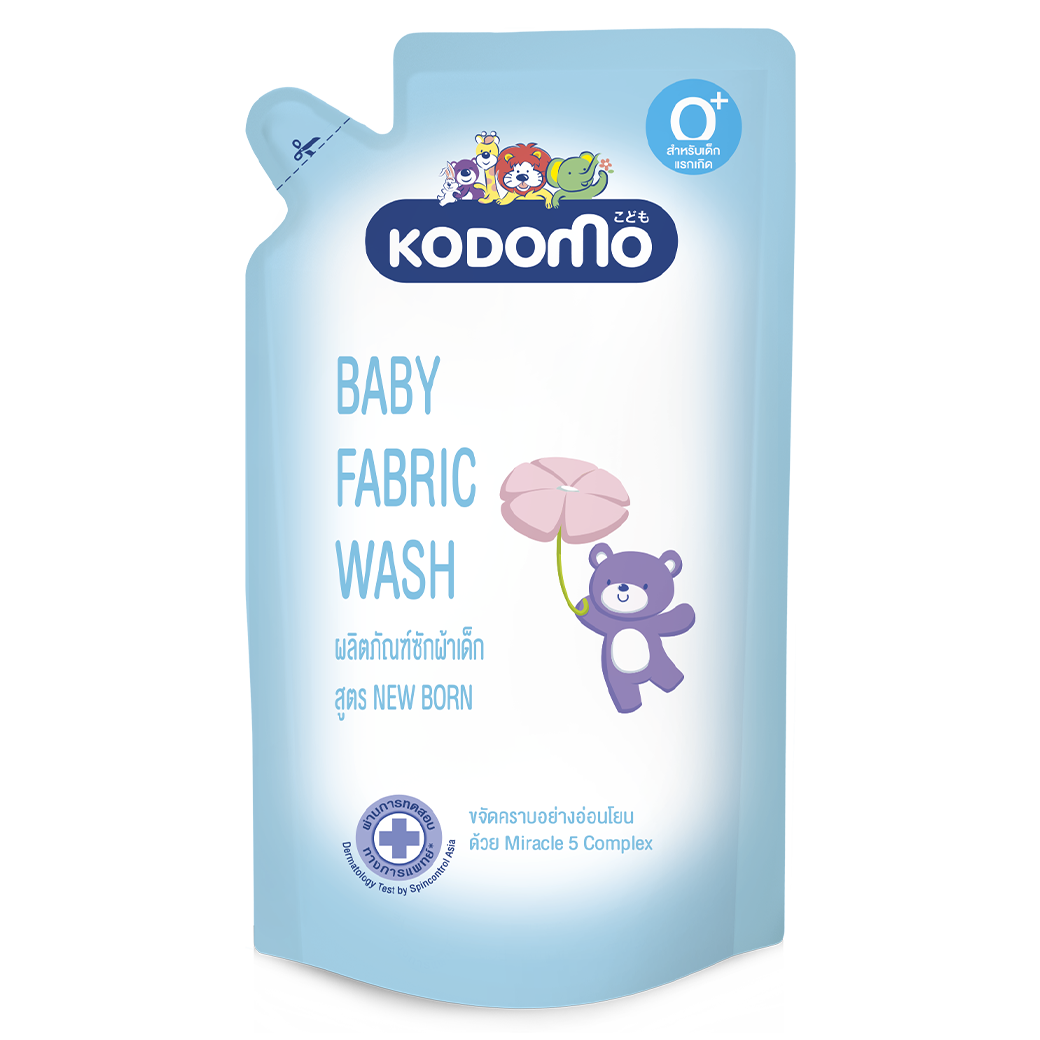 0+
สำหรับเด็ก
แรกเกิด
こども
KODOMO
BABY
FABRIC
WASH
ผลิตภัณฑ์ซักผ้าเด็ก
สูตร NEW BORN
ผ่านการทดสอบ
ทางการแพทย์*
Dermatology Test by Spincontrol Asia
ขจัดคราบอย่างอ่อนโยน
ด้วย Miracle 5 Complex